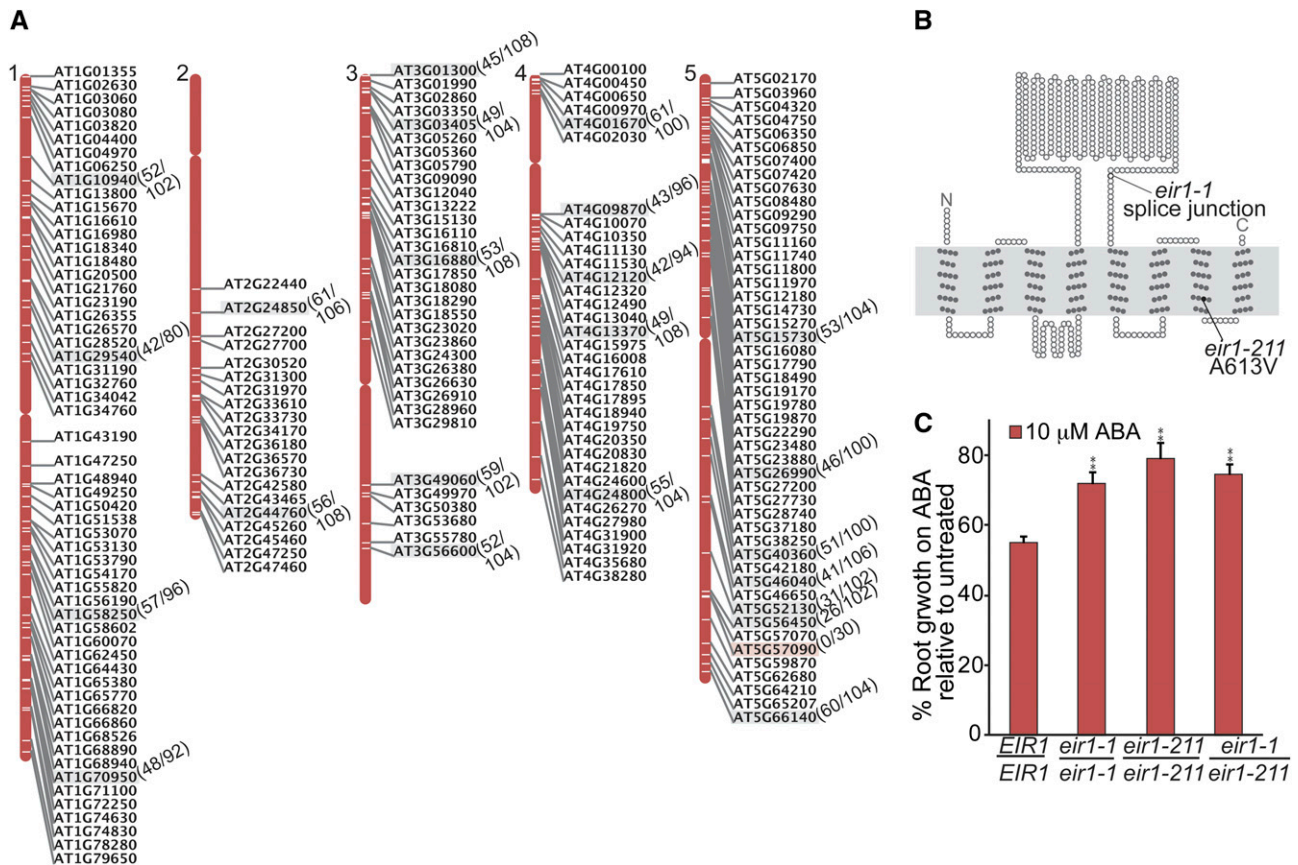 A
1
AT1G01355
AT1G02630
AT1G03060
AT1G03080
AT1G03820
AT1G04400
AT1G04970
AT1G06250
AT1G10940 (52/102)
AT1G13800
AT1G15670
AT1G16610
AT1G16980
AT1G18340
AT1G18480
AT1G20500
AT1G21760
AT1G23190
AT1G26355
AT1G26570
AT1G28520
AT1G29540 (42/80)
AT1G31190
AT1G32760
AT1G34042
AT1G34760
AT1G43190
AT1G47250
AT1G48940
AT1G49250
AT1G50420
AT1G51538
AT1G53070
AT1G53130
AT1G53790
AT1G54170
AT1G55820
AT1G56190
AT1G58250 (57/96)
AT1G58602
AT1G60070
AT1G62450
AT1G64430
AT1G65380
AT1G65770
AT1G66820
AT1G66860
AT1G68526
AT1G68890
AT1G68940
AT1G70950 (48/92)
AT1G71100
AT1G72250
AT1G74630
AT1G74830
AT1G78280
AT1G79650
2
AT2G22440
AT2G24850 (61/106)
AT2G27200
AT2G27700
AT2G30520
AT2G31300
AT2G31970
AT2G33610
AT2G33730
AT2G34170
AT2G36180
AT2G36570
AT2G36730
AT2G42580
AT2G43465
AT2G44760 (56/108)
AT2G45260
AT2G45460
AT2G47250
AT2G47460
3
AT3G01300 (45/108)
AT3G01990
AT3G02860
AT3G03350
AT3G03405 (49/104)
AT3G05260
AT3G05360
AT3G05790
AT3G09090
AT3G12040
AT3G13222
AT3G15130
AT3G16110
AT3G16810
AT3G16880 (53/108)
AT3G17850
AT3G18080
AT3G18290
AT3G18550
AT3G23020
AT3G23860
AT3G24300
AT3G26380
AT3G26630
AT3G26910
AT3G28960
AT3G29810
AT3G49060 (59/102)
AT3G49970
AT3G50380
AT3G53680
AT3G55780
AT3G56600 (52/104)
4
AT4G00100
AT4G00450
AT4G00650
AT4G00970
AT4G01670 (61/100)
AT4G02030
AT4G09870 (43/96)
AT4G10070
AT4G10350
AT4G11130
AT4G11530
AT4G12120 (42/94)
AT4G12320
AT4G12490
AT4G13040
AT4G13370 (49/108)
AT4G15975
AT4G16008
AT4G17610
AT4G17850
AT4G17895
AT4G18940
AT4G19750
AT4G20350
AT4G20830
AT4G21820
AT4G24600
AT4G24800 (55/104)
AT4G26270
AT4G27980
AT4G31900
AT4G31920
AT4G35680
AT4G38280
5
AT5G02170
AT5G03960
AT5G04320
AT5G04750
AT5G06350
AT5G06850
AT5G07400
AT5G07420
AT5G07630
AT5G08480
AT5G09290
AT5G09750
AT5G11160
AT5G11740
AT5G11800
AT5G11970
AT5G12180
AT5G14730
AT5G15270
AT5G15730 (53/104)
AT5G16080
AT5G17790
AT5G18490
AT5G19170
AT5G19780
AT5G19870
AT5G22290
AT5G23480
AT5G23880
AT5G26990 (46/100)
AT5G27200
AT5G27730
AT5G28740
AT5G37180
AT5G38250
AT5G40360 (51/100)
AT5G42180
AT5G46040 (41/106)
AT5G46650
AT5G52130 (31/102)
AT5G56450 (26/102)
AT5G57070
AT5G57090 (0/30)
AT5G59870
AT5G62680
AT5G64210
AT5G65207
AT5G66140 (60/104)
B
N
eir1-1
splice junction
C
eir1-211
A613V
C
% Root grwoth on ABA
relative to untreated
10 μM ABA
80
60
40
20
0
**
**
**
EIR1
EIR1
eir1-1
eir1-1
eir1-211
eir1-211
eir1-1
eir1-211